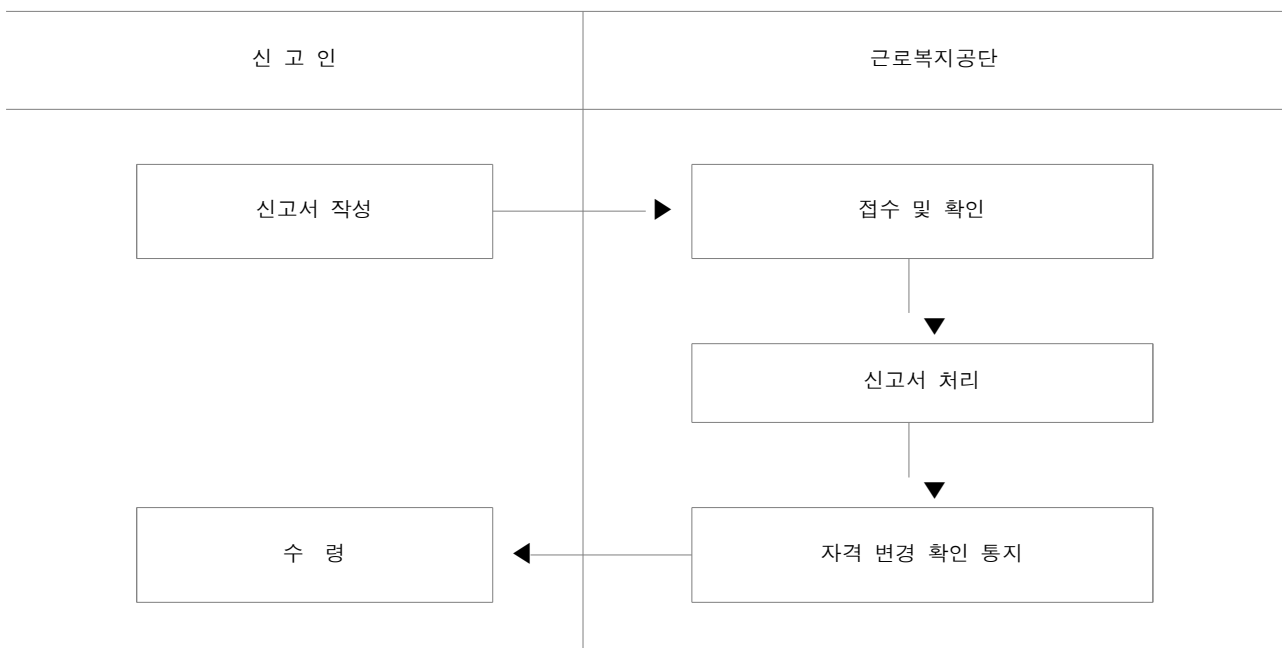 신 고 인
근로복지공단
신고서 작성
접수 및 확인
신고서 처리
수 령
자격 변경 확인 통지